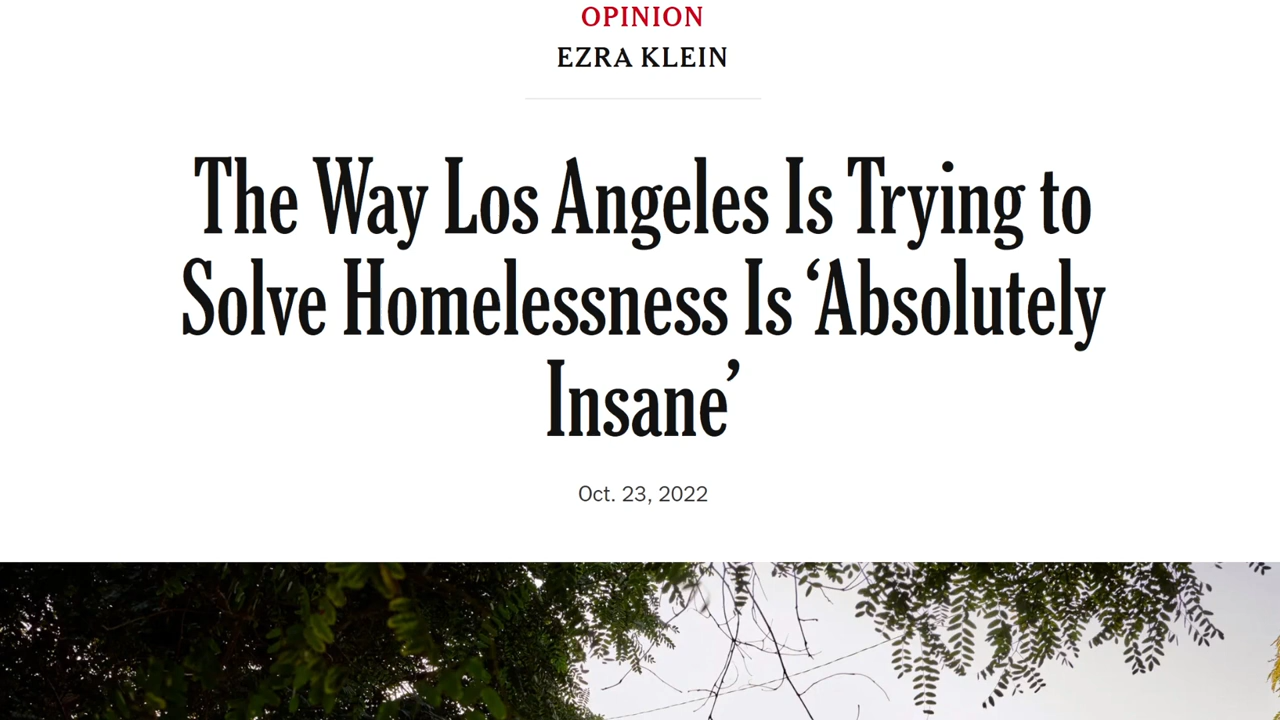 OPINION
EZRA KLEIN
The Way Los Angeles Is Trying to
Solve Homelessness Is ‘Absolutely
Insane’
Oct. 23, 2022